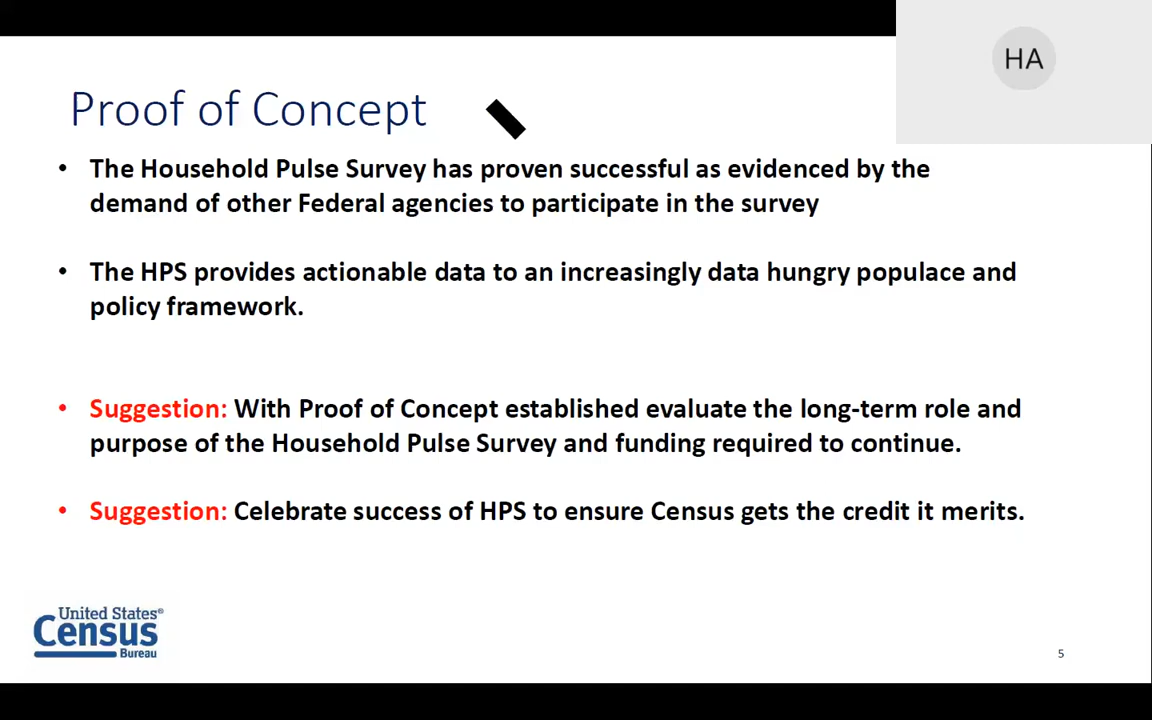 HA
Proof of Concept
• The Household Pulse Survey has proven successful as evidenced by the
demand of other Federal agencies to participate in the survey
• The HPS provides actionable data to an increasingly data hungry populace and
policy framework.
• Suggestion: With Proof of Concept established evaluate the long-term role and
purpose of the Household Pulse Survey and funding required to continue.
• Suggestion: Celebrate success of HPS to ensure Census gets the credit it merits.
United States®
Census
Bureau
5